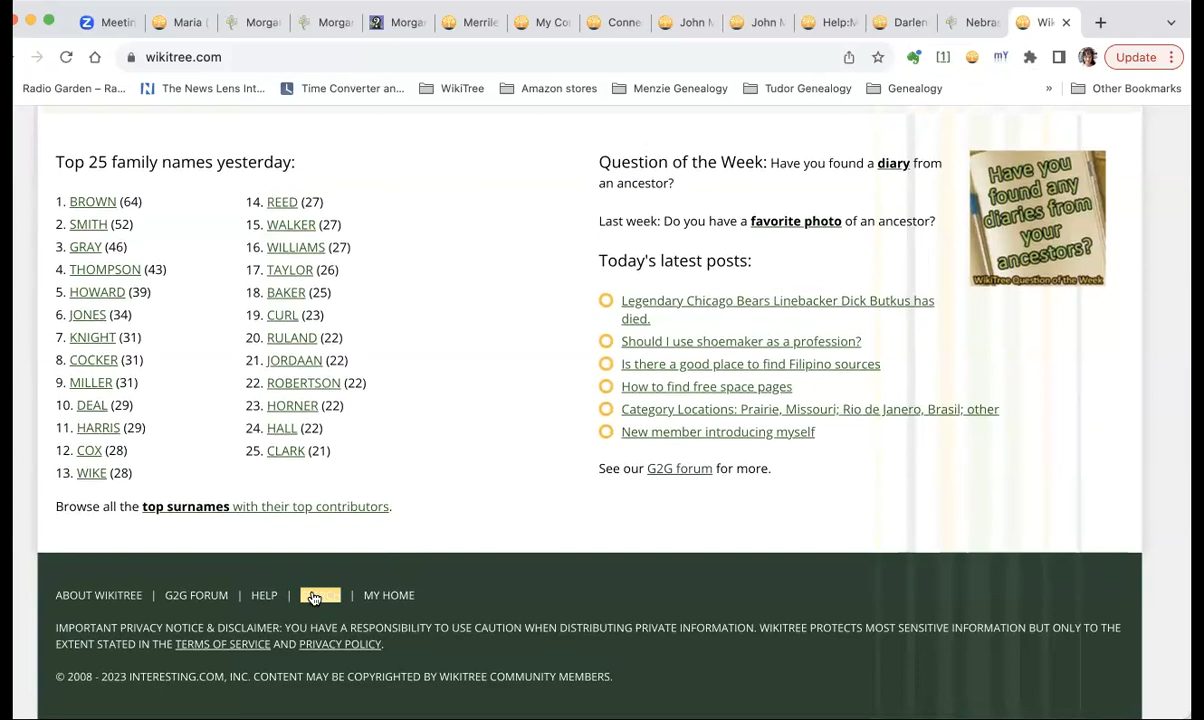 Meetin Maria ( Morgan Morgan Morgan Merrile My Co Conne John M John M Help:M Darlen Nebras Wik
wikitree.com [1] mY Update
Radio Garden – Ra... The News Lens Int... Time Converter an... WikiTree Amazon stores Menzie Genealogy Tudor Genealogy Genealogy » Other Bookmarks
Top 25 family names yesterday:
1. BROWN (64)
2. SMITH (52)
3. GRAY (46)
4. THOMPSON (43)
5. HOWARD (39)
6. JONES (34)
7. KNIGHT (31)
8. COCKER (31)
9. MILLER (31)
10. DEAL (29)
11. HARRIS (29)
12. COX (28)
13. WIKE (28)
14. REED (27)
15. WALKER (27)
16. WILLIAMS (27)
17. TAYLOR (26)
18. BAKER (25)
19. CURL (23)
20. RULAND (22)
21. JORDAAN (22)
22. ROBERTSON (22)
23. HORNER (22)
24. HALL (22)
25. CLARK (21)
Browse all the top surnames with their top contributors.
Question of the Week: Have you found a diary from
an ancestor?
Last week: Do you have a favorite photo of an ancestor?
Have you
found any
diaries from
your
ancestors?
WikiTree Question of the Week
Today's latest posts:
Legendary Chicago Bears Linebacker Dick Butkus has
died.
Should I use shoemaker as a profession?
Is there a good place to find Filipino sources
How to find free space pages
Category Locations: Prairie, Missouri; Rio de Janero, Brasil; other
New member introducing myself
See our G2G forum for more.
ABOUT WIKITREE | G2G FORUM | HELP | | MY HOME
IMPORTANT PRIVACY NOTICE & DISCLAIMER: YOU HAVE A RESPONSIBILITY TO USE CAUTION WHEN DISTRIBUTING PRIVATE INFORMATION. WIKITREE PROTECTS MOST SENSITIVE INFORMATION BUT ONLY TO THE
EXTENT STATED IN THE TERMS OF SERVICE AND PRIVACY POLICY.
© 2008 - 2023 INTERESTING.COM, INC. CONTENT MAY BE COPYRIGHTED BY WIKITREE COMMUNITY MEMBERS.